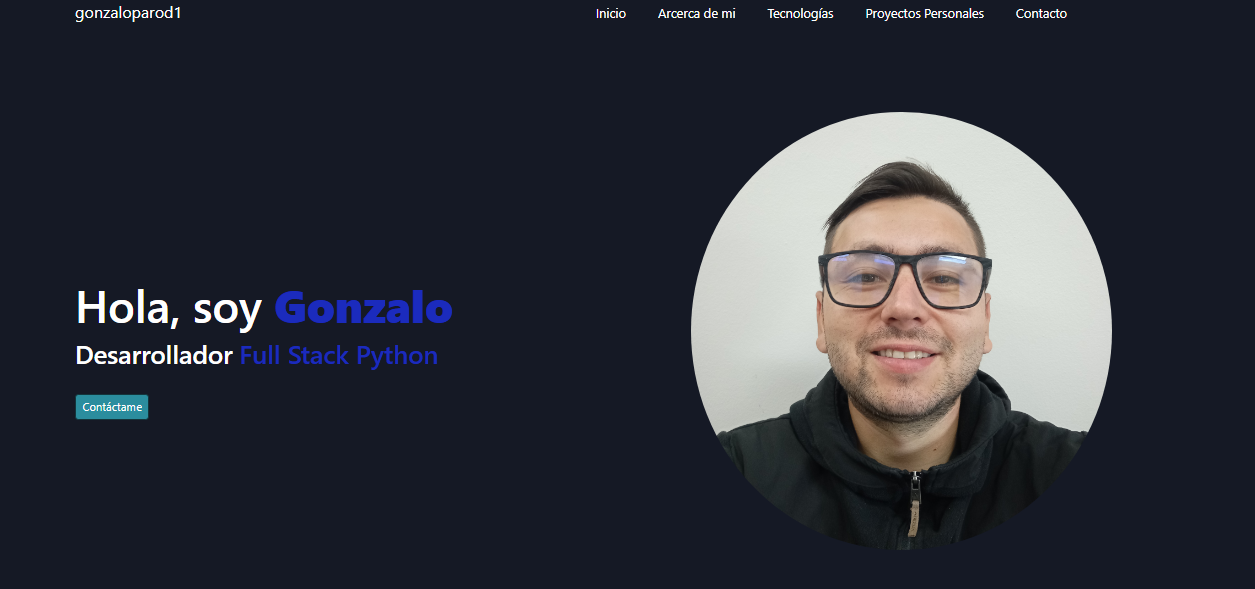 gonzaloparod1
Inicio Arcerca de mi Tecnologías Proyectos Personales Contacto
Hola, soy Gonzalo
Desarrollador Full Stack Python
Contáctame